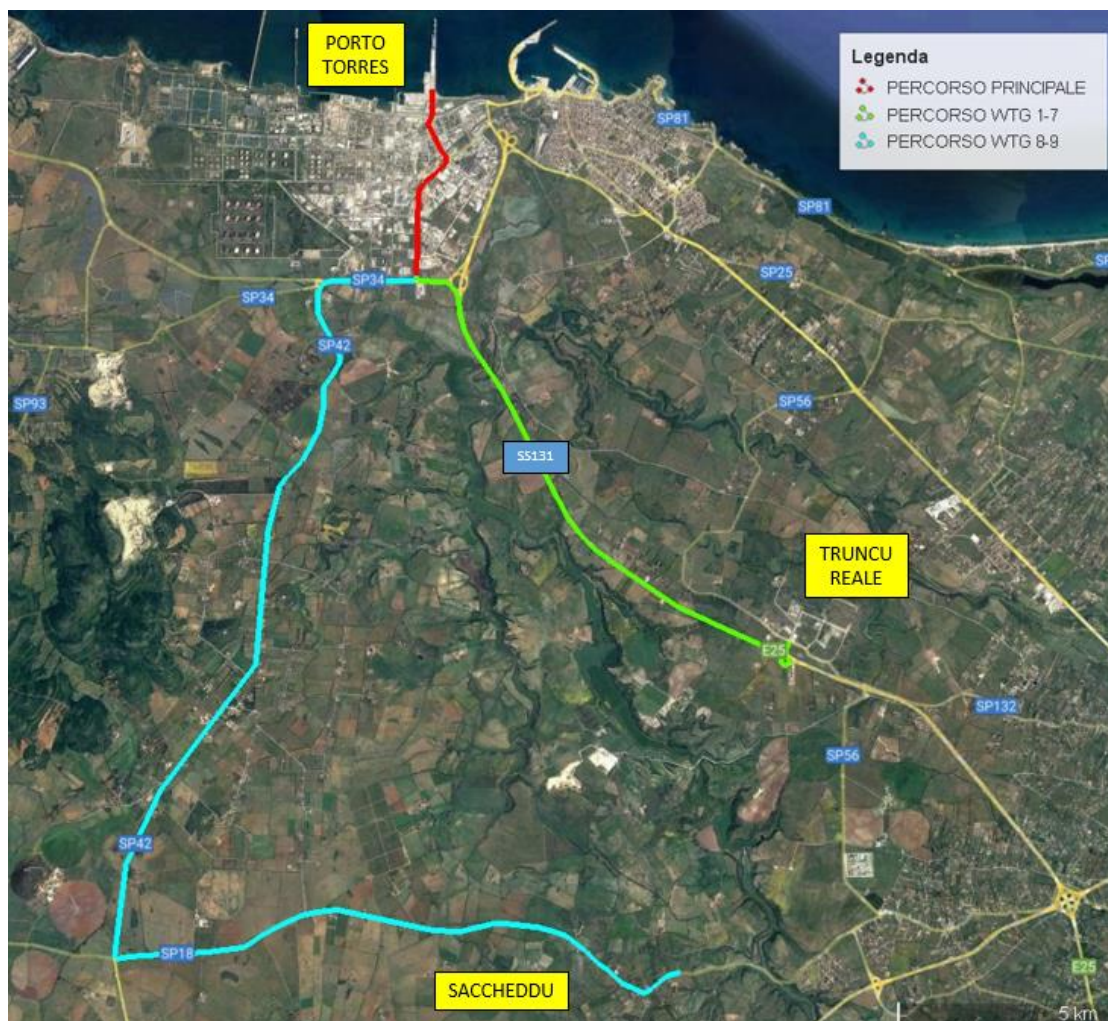 PORTO
TORRES
Legenda
PERCORSO PRINCIPALE
PERCORSO WTG 1-7
PERCORSO WTG 8-9
SP81
SP81
SP25
SP34
SP34
SP42
SP93
SP56
SS131
TRUNCU
REALE
E25
SP132
SP56
SP42
SP18
SACCHEDDU
E25
5 km